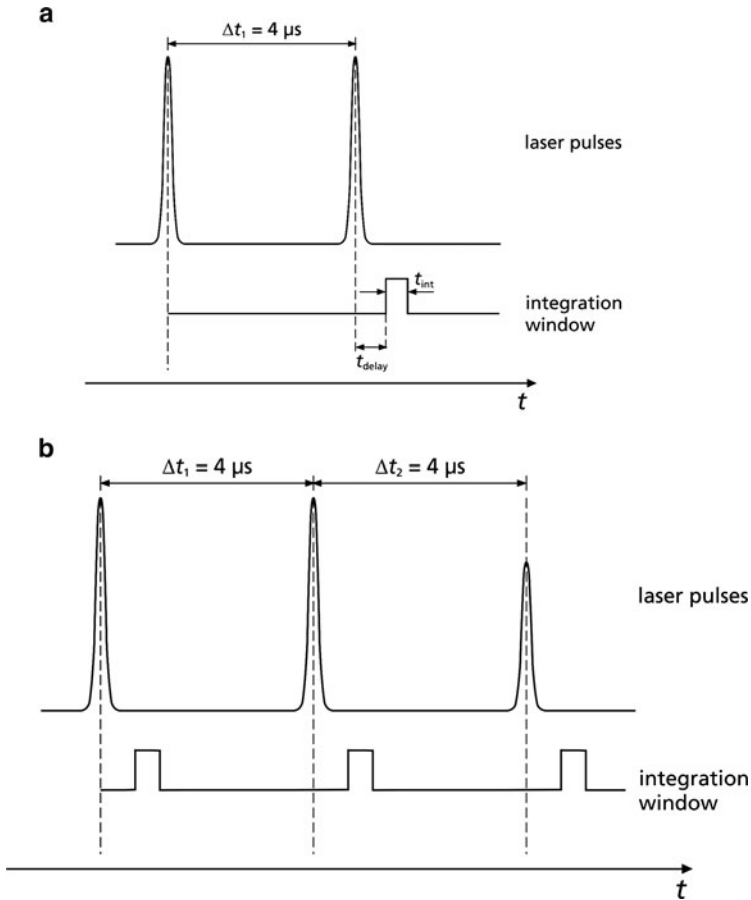 a
Δt₁ = 4 μs
laser pulses
t_int
integration
window
t_delay
t
b
Δt₁ = 4 μs
Δt₂ = 4 μs
laser pulses
integration
window
t